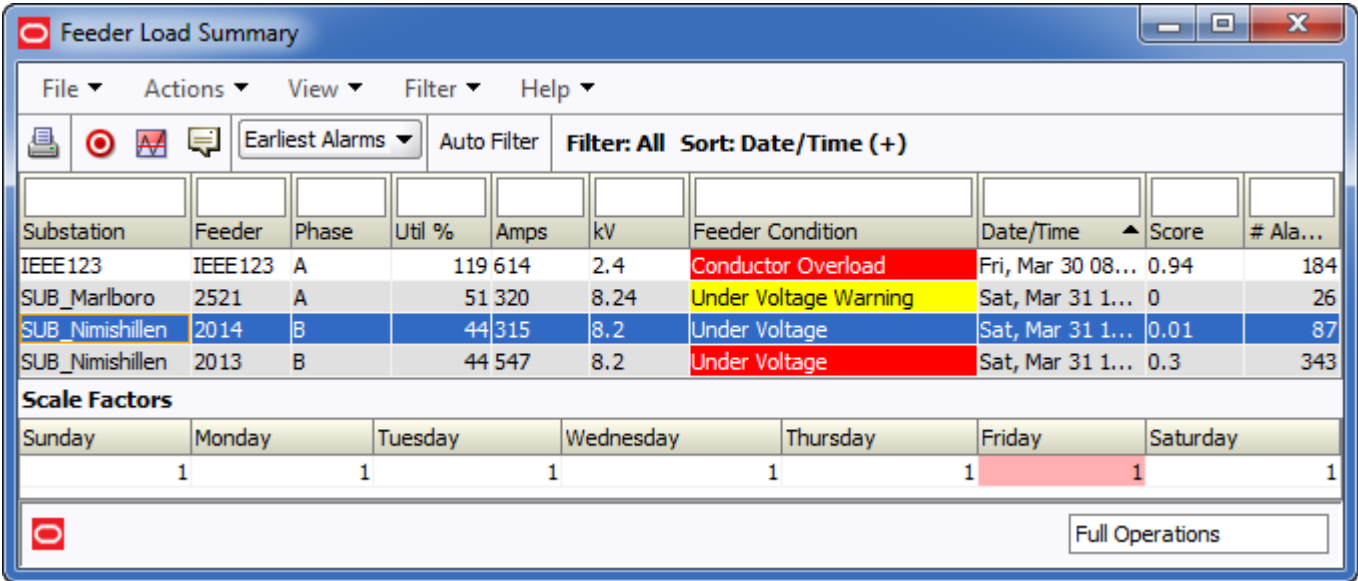 Feeder Load Summary
File Actions View Filter Help
Earliest Alarms Auto Filter Filter: All Sort: Date/Time (+)
Substation Feeder Phase Util % Amps kV Feeder Condition Date/Time Score # Ala...
IEEE123 IEEE123 A 119 614 2.4 Conductor Overload Fri, Mar 30 08... 0.94 184
SUB_Marlboro 2521 A 51 320 8.24 Under Voltage Warning Sat, Mar 31 1... 0 26
SUB_Nimishillen 2014 B 44 315 8.2 Under Voltage Sat, Mar 31 1... 0.01 87
SUB_Nimishillen 2013 B 44 547 8.2 Under Voltage Sat, Mar 31 1... 0.3 343
Scale Factors
Sunday Monday Tuesday Wednesday Thursday Friday Saturday
1 1 1 1 1 1 1
Full Operations